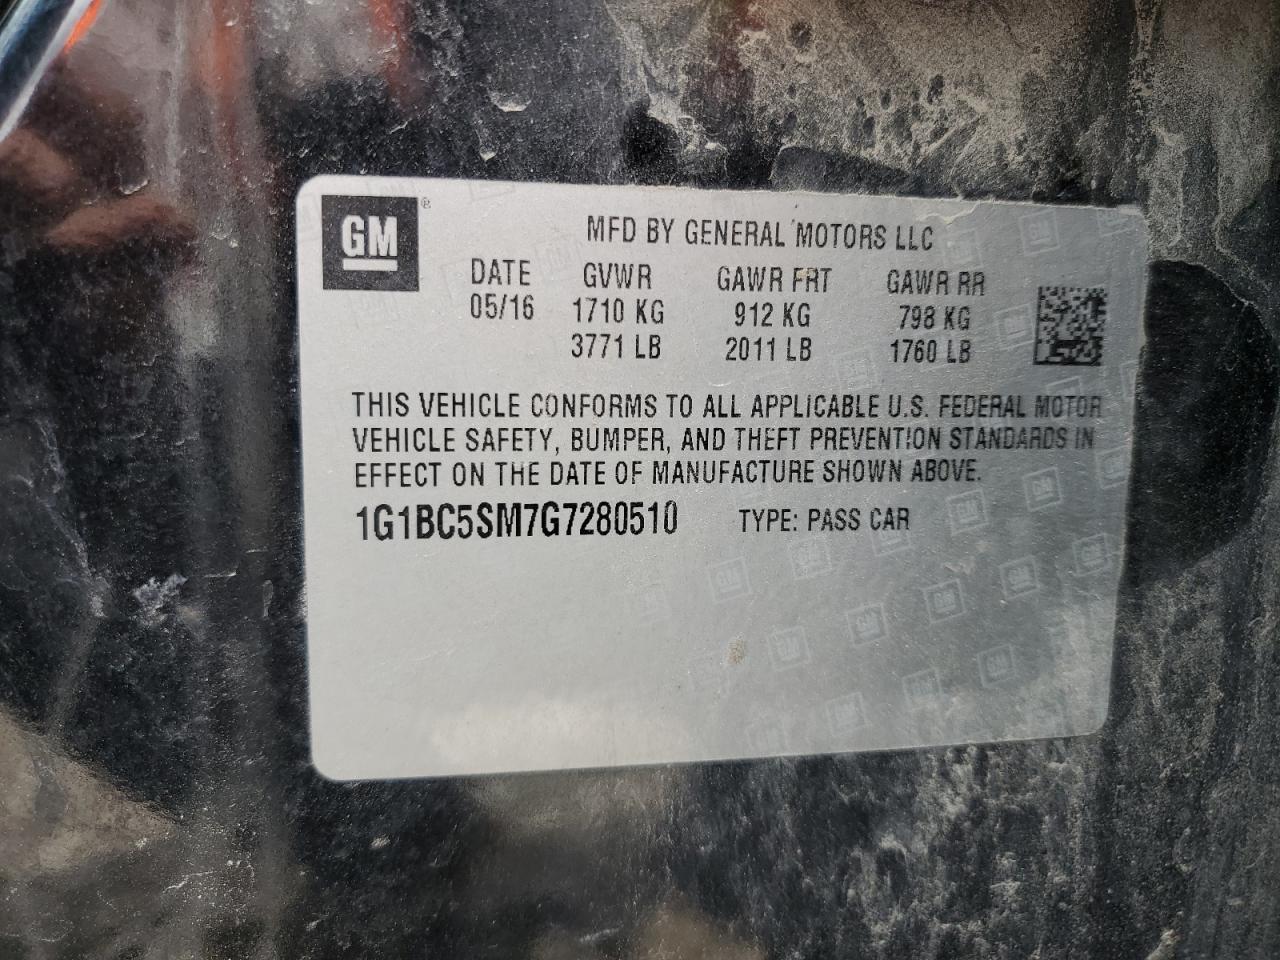 GM®
MFD BY GENERAL MOTORS LLC
DATE GVWR GAWR FRT GAWR RR
05/16 1710 KG 912 KG 798 KG
3771 LB 2011 LB 1760 LB
THIS VEHICLE CONFORMS TO ALL APPLICABLE U.S. FEDERAL MOTOR
VEHICLE SAFETY, BUMPER, AND THEFT PREVENTION STANDARDS IN
EFFECT ON THE DATE OF MANUFACTURE SHOWN ABOVE.
1G1BC5SM7G7280510 TYPE: PASS CAR